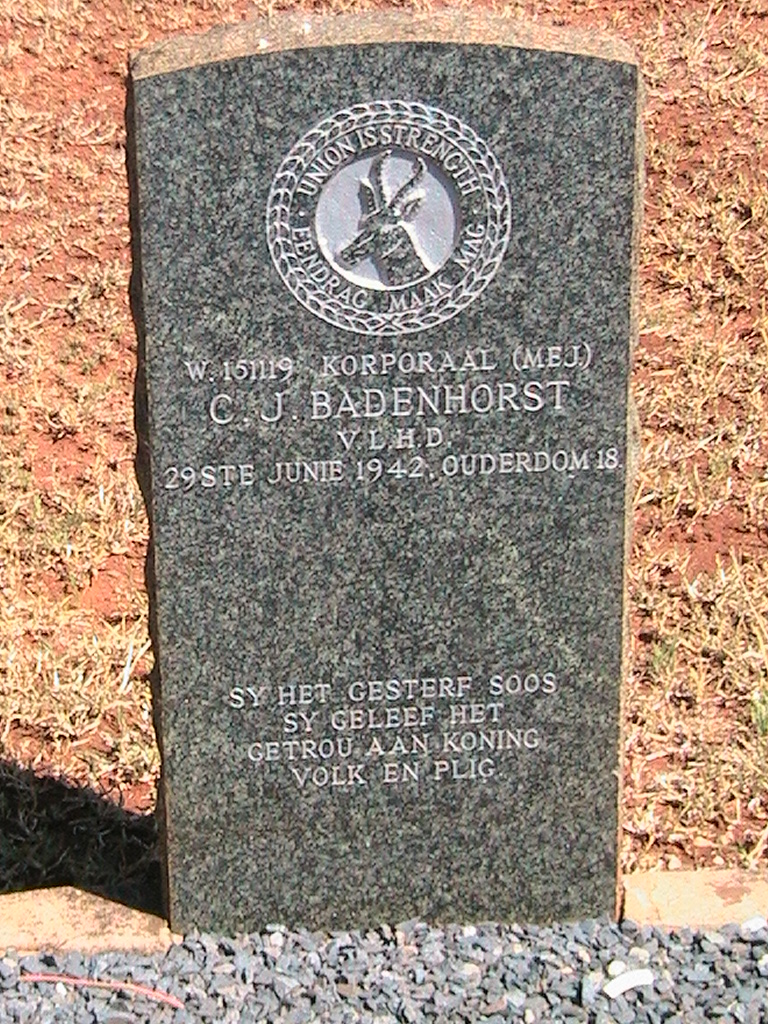 UNION IS STRENGTH
EENDRAG MAAK MAG
W. 151119 KORPORAAL (MEJ.)
C. J. BADENHORST
V. L. H. D.
29STE JUNIE 1942. OUDERDOM 18.
SY HET GESTERF SOOS
SY GELEEF HET
GETROU AAN KONING
VOLK EN PLIG.